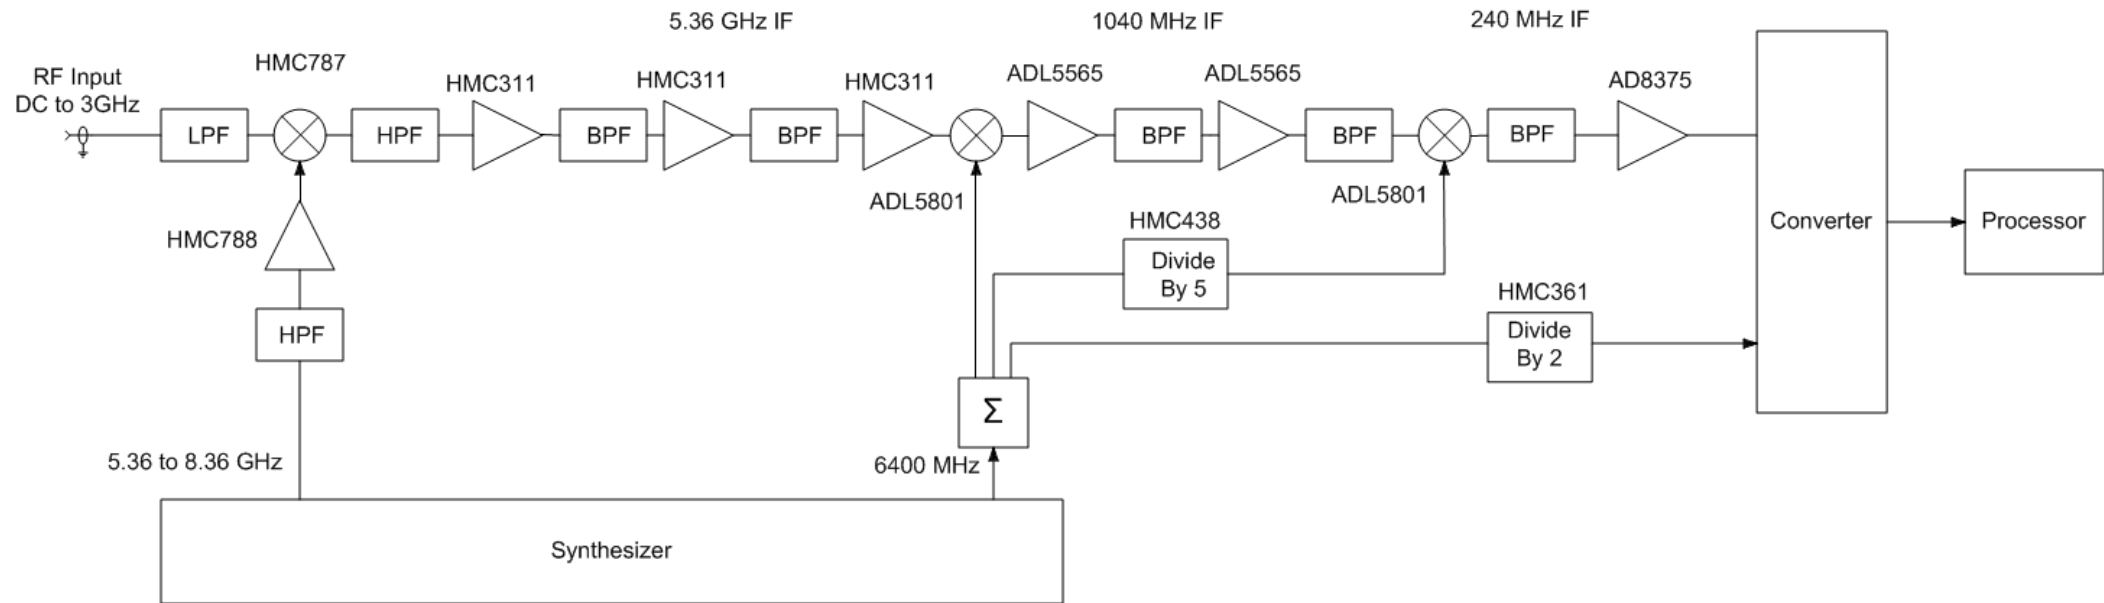 5.36 GHz IF
1040 MHz IF
240 MHz IF
HMC787
RF Input
DC to 3GHz
HMC311
HMC311
HMC311
ADL5565
ADL5565
AD8375
LPF
HPF
BPF
BPF
BPF
BPF
BPF
ADL5801
ADL5801
HMC788
HMC438
Divide
By 5
Converter
Processor
HMC361
Divide
By 2
HPF
Σ
5.36 to 8.36 GHz
6400 MHz
Synthesizer